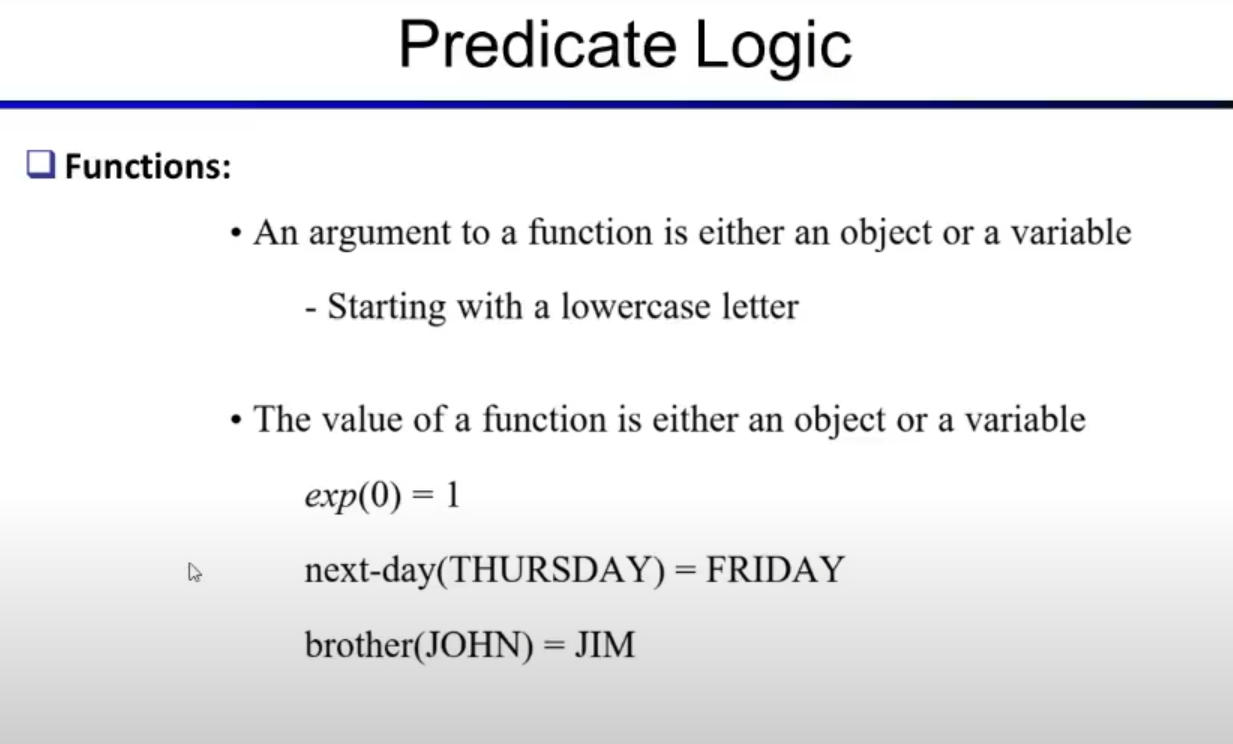 Predicate Logic
Functions:
• An argument to a function is either an object or a variable
- Starting with a lowercase letter
• The value of a function is either an object or a variable
exp(0) = 1
next-day(THURSDAY) = FRIDAY
brother(JOHN) = JIM